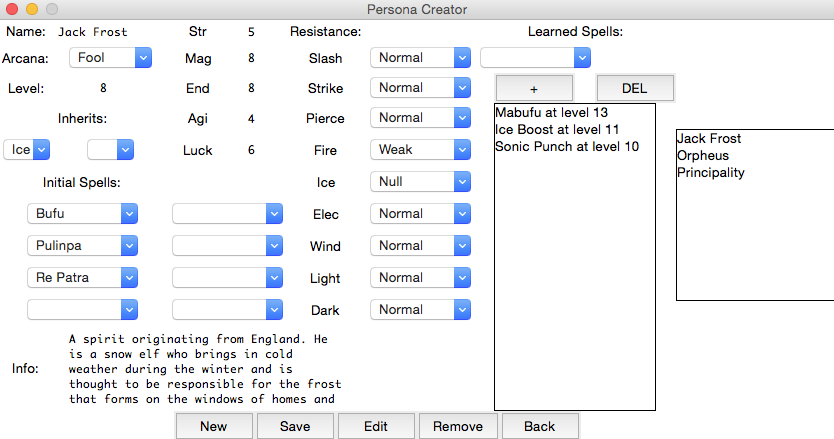 Persona Creator
Name: Jack Frost Str 5 Resistance: Learned Spells:
Arcana: Fool Mag 8 Slash Normal
Level: 8 End 8 Strike Normal + DEL
Inherits: Agi 4 Pierce Normal
Ice Luck 6 Fire Weak
Initial Spells: Ice Null
Bufu Elec Normal
Pulinpa Wind Normal
Re Patra Light Normal
Dark Normal
Mabufu at level 13
Ice Boost at level 11
Sonic Punch at level 10
Jack Frost
Orpheus
Principality
Info:
A spirit originating from England. He
is a snow elf who brings in cold
weather during the winter and is
thought to be responsible for the frost
that forms on the windows of homes and
New Save Edit Remove Back